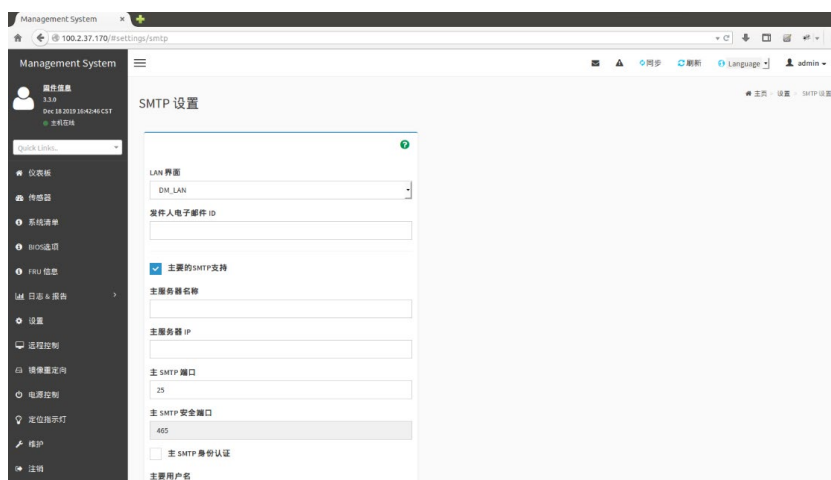 Management System
100.2.37.170/#settings/smtp
Management System
同步
刷新
Language
admin
固件信息
3.3.0
Dec 18 2019 16:42:46 CST
主机在线
SMTP 设置
主页 > 设置 > SMTP 设置
Quick Links..
仪表板
传感器
系统清单
BIOS选项
FRU 信息
日志 & 报告
设置
远程控制
镜像重定向
电源控制
定位指示灯
维护
注销
LAN 界面
DM_LAN
发件人电子邮件 ID
主要的SMTP支持
主服务器名称
主服务器 IP
主 SMTP 端口
25
主 SMTP 安全端口
465
主 SMTP 身份认证
主要用户名